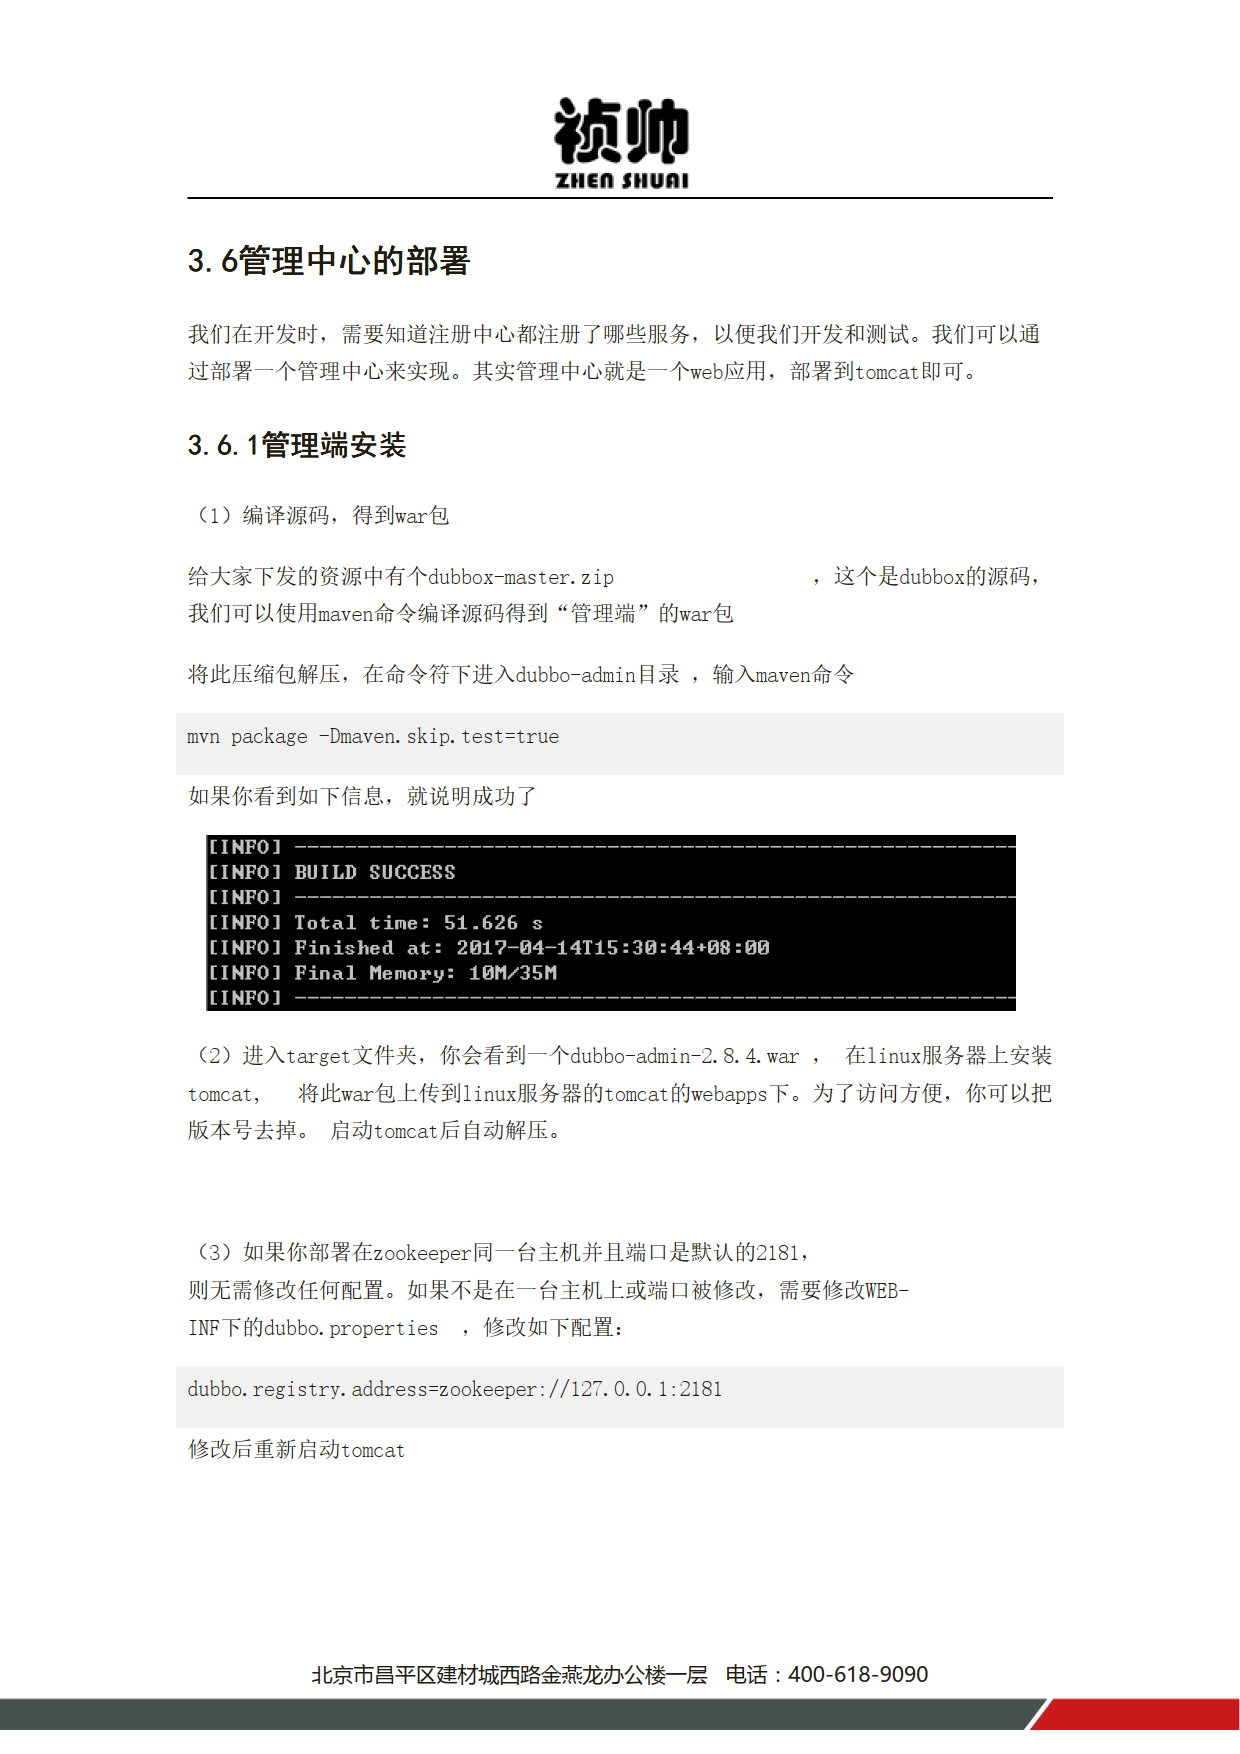 祯帅
ZHEN SHUAI
3.6管理中心的部署
我们在开发时，需要知道注册中心都注册了哪些服务，以便我们开发和测试。我们可以通
过部署一个管理中心来实现。其实管理中心就是一个web应用，部署到tomcat即可。
3.6.1管理端安装
（1）编译源码，得到war包
给大家下发的资源中有个dubbox-master.zip ，这个是dubbox的源码，
我们可以使用maven命令编译源码得到“管理端”的war包
将此压缩包解压，在命令符下进入dubbo-admin目录 ，输入maven命令
mvn package -Dmaven.skip.test=true
如果你看到如下信息，就说明成功了
[INFO] ----------------------------------------------------------
[INFO] BUILD SUCCESS
[INFO] ----------------------------------------------------------
[INFO] Total time: 51.626 s
[INFO] Finished at: 2017-04-14T15:30:44+08:00
[INFO] Final Memory: 10M/35M
[INFO] ----------------------------------------------------------
（2）进入target文件夹，你会看到一个dubbo-admin-2.8.4.war ， 在linux服务器上安装
tomcat, 将此war包上传到linux服务器的tomcat的webapps下。为了访问方便，你可以把
版本号去掉。 启动tomcat后自动解压。
（3）如果你部署在zookeeper同一台主机并且端口是默认的2181，
则无需修改任何配置。如果不是在一台主机上或端口被修改，需要修改WEB-
INF下的dubbo.properties ，修改如下配置：
dubbo.registry.address=zookeeper://127.0.0.1:2181
修改后重新启动tomcat
北京市昌平区建材城西路金燕龙办公楼一层 电话：400-618-9090